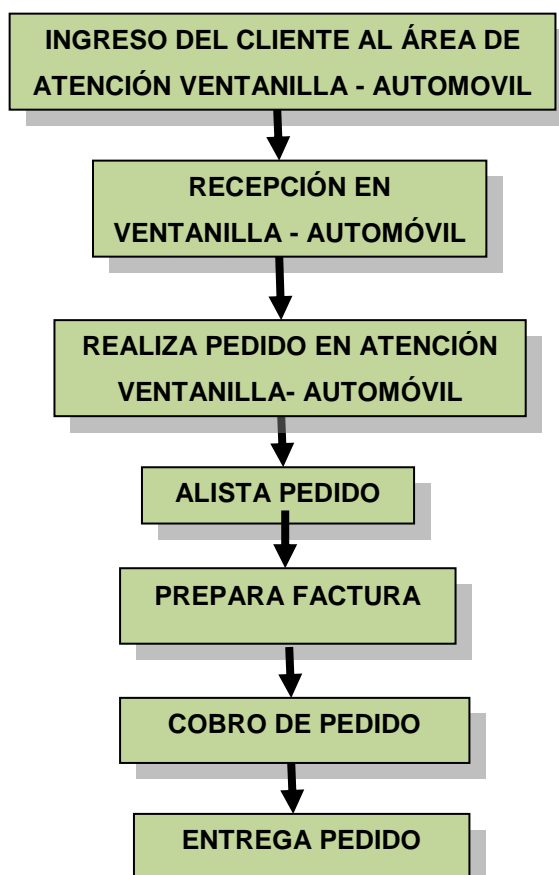 INGRESO DEL CLIENTE AL ÁREA DE
ATENCIÓN VENTANILLA - AUTOMOVIL
RECEPCIÓN EN
VENTANILLA - AUTOMÓVIL
REALIZA PEDIDO EN ATENCIÓN
VENTANILLA- AUTOMÓVIL
ALISTA PEDIDO
PREPARA FACTURA
COBRO DE PEDIDO
ENTREGA PEDIDO